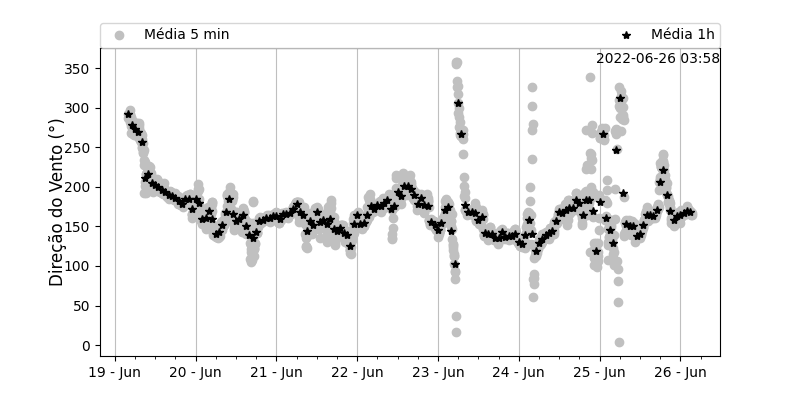 Média 5 min
Média 1h
2022-06-26 03:58
Direção do Vento (°)
350
300
250
200
150
100
50
0
19 - Jun
20 - Jun
21 - Jun
22 - Jun
23 - Jun
24 - Jun
25 - Jun
26 - Jun